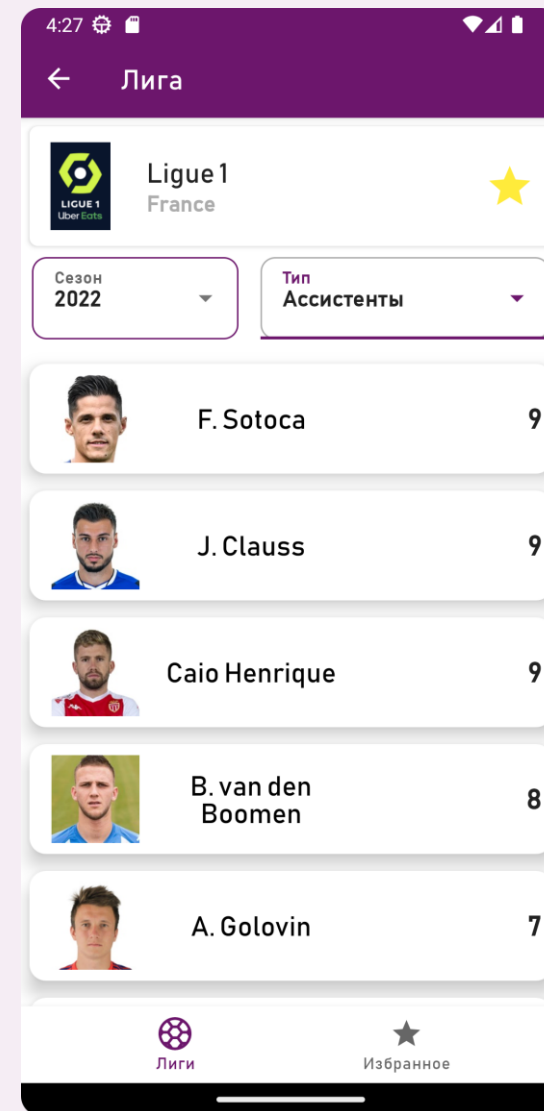 4:27
Лига
LIGUE 1
Uber Eats
Ligue 1
France
Сезон
2022
Тип
Ассистенты
F. Sotoca
9
J. Clauss
9
Caio Henrique
9
B. van den
Boomen
8
A. Golovin
7
Лиги
Избранное